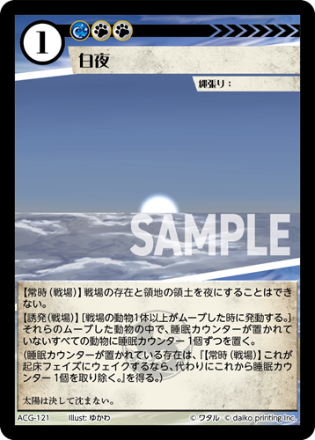 1
白夜
縄張り：
SAMPLE
【常時（戦場）】戦場の存在と領地の領土を夜にすることはで
きない。
【誘発（戦場）】［戦場の動物1体以上がムーブした時に発動する。］
それらのムーブした動物の中で、睡眠カウンターが置かれて
いないすべての動物に睡眠カウンター1個ずつを置く。
（睡眠カウンターが置かれている存在は、『【常時（戦場）】これが
起床フェイズにウェイクするなら、代わりにこれから睡眠カウ
ンター1個を取り除く。』を得る。）
太陽は決して沈まない。
ACG-121 Illust: ゆかわ © ワタル © daiko printing Inc.